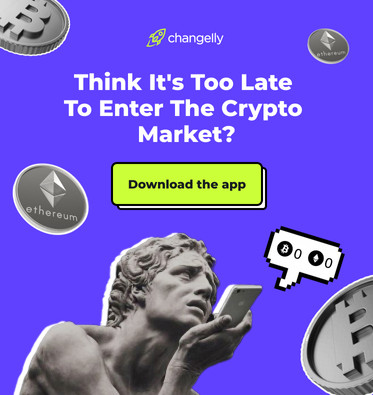 changelly
ethereum
Think It's Too Late
To Enter The Crypto
Market?
Download the app
ethereum
0 0